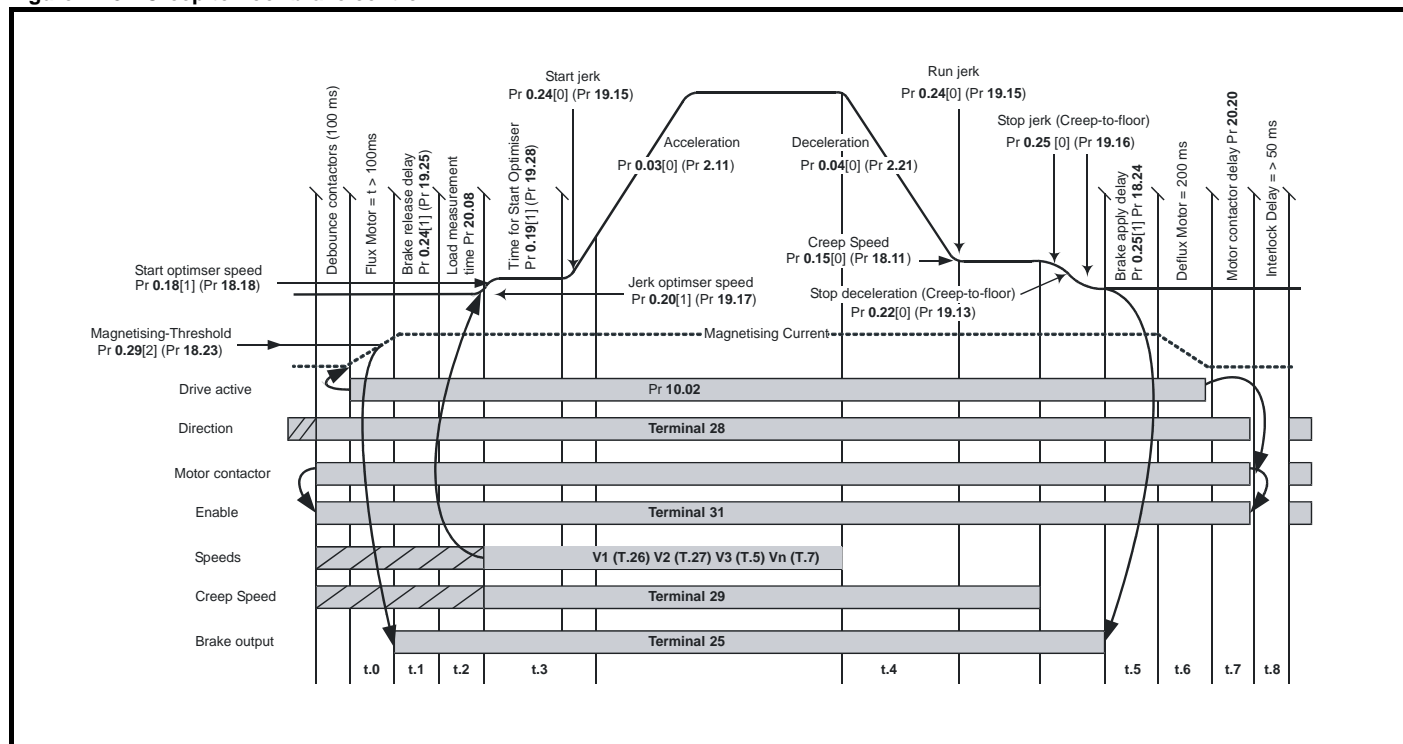 Start jerk
Pr 0.24[0] (Pr 19.15)
Run jerk
Pr 0.24[0] (Pr 19.15)
Stop jerk (Creep-to-floor)
Pr 0.25 [0] (Pr 19.16)
Debounce contactors (100 ms)
Flux Motor = t > 100ms
Brake release delay
Pr 0.24[1] (Pr 19.25)
Load measurement
time Pr 20.08
Time for Start Optimiser
Pr 0.19[1] (Pr 19.28)
Acceleration
Pr 0.03[0] (Pr 2.11)
Deceleration
Pr 0.04[0] (Pr 2.21)
Brake apply delay
Pr 0.25[1] Pr 18.24
Deflux Motor = 200 ms
Motor contactor delay Pr 20.20
Interlock Delay = > 50 ms
Creep Speed
Pr 0.15[0] (Pr 18.11)
Start optimser speed
Pr 0.18[1] (Pr 18.18)
Jerk optimser speed
Pr 0.20[1] (Pr 19.17)
Stop deceleration (Creep-to-floor)
Pr 0.22[0] (Pr 19.13)
Magnetising-Threshold
Pr 0.29[2] (Pr 18.23)
Magnetising Current
Drive active
Pr 10.02
Direction
Terminal 28
Motor contactor
Enable
Terminal 31
Speeds
V1 (T.26) V2 (T.27) V3 (T.5) Vn (T.7)
Creep Speed
Terminal 29
Brake output
Terminal 25
t.0 t.1 t.2 t.3 t.4 t.5 t.6 t.7 t.8